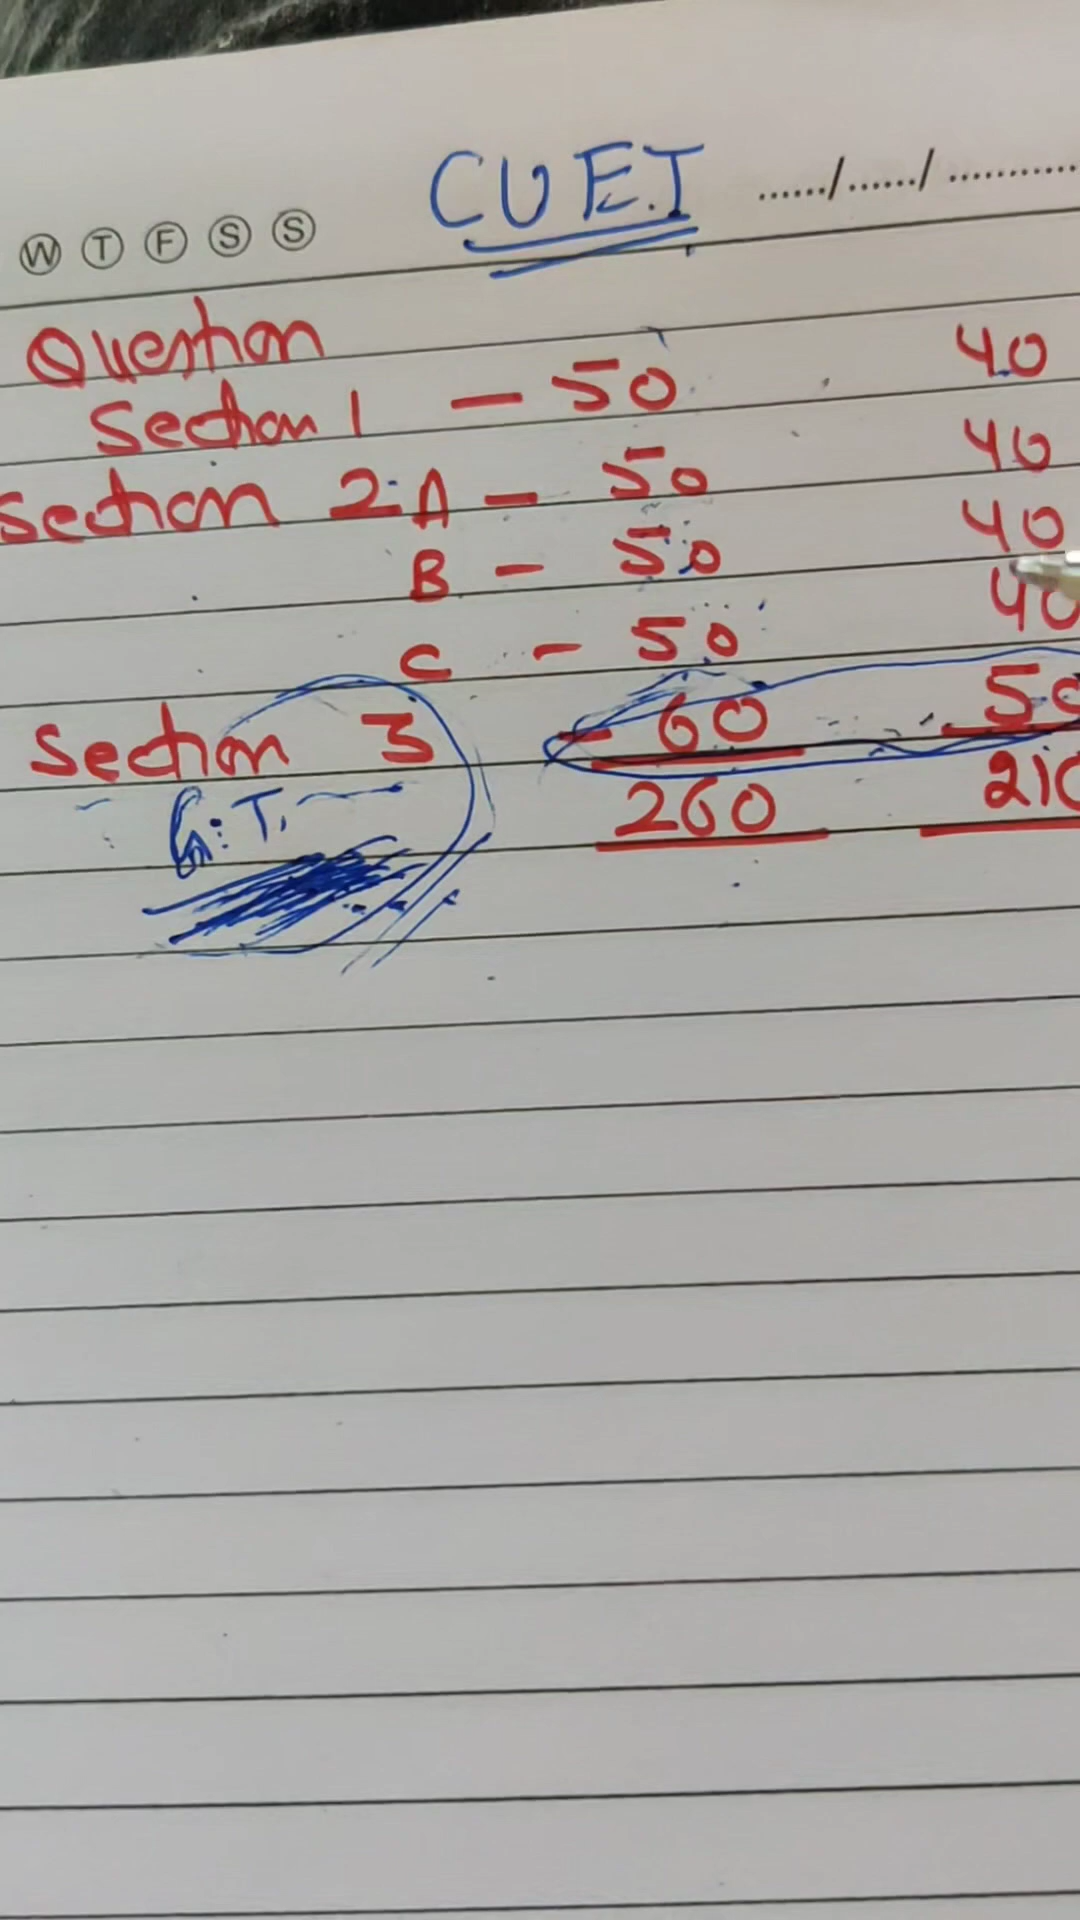 CUET ....../....../...........
W T F S S
Question
Section 1 — 50 40
Section 2. A — 50 40
B — 50 40
C — 50 40
Section 3 — 60 50
G.T. 260 210